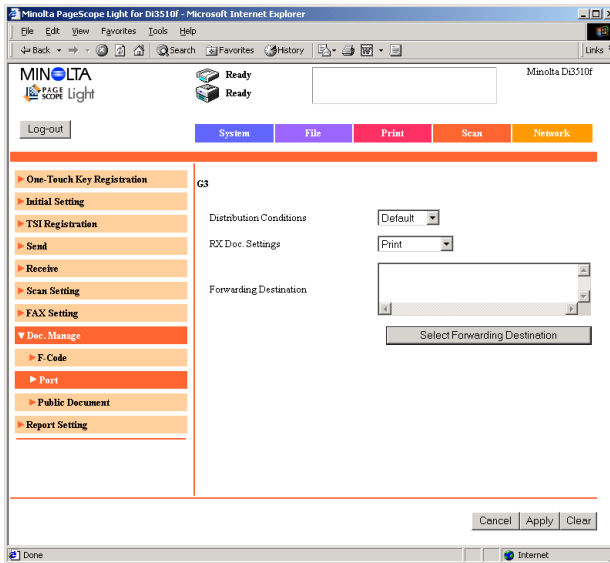 Minolta PageScope Light for Di3510f - Microsoft Internet Explorer
File Edit View Favorites Tools Help
Back Search Favorites History Links
MINOLTA
PAGE SCOPE Light
Ready
Ready
Minolta Di3510f
Log-out
System File Print Scan Network
One-Touch Key Registration
Initial Setting
TSI Registration
Send
Receive
Scan Setting
FAX Setting
Doc. Manage
F-Code
Port
Public Document
Report Setting
G3
Distribution Conditions Default
RX Doc. Settings Print
Forwarding Destination
Select Forwarding Destination
Cancel Apply Clear
Done Internet